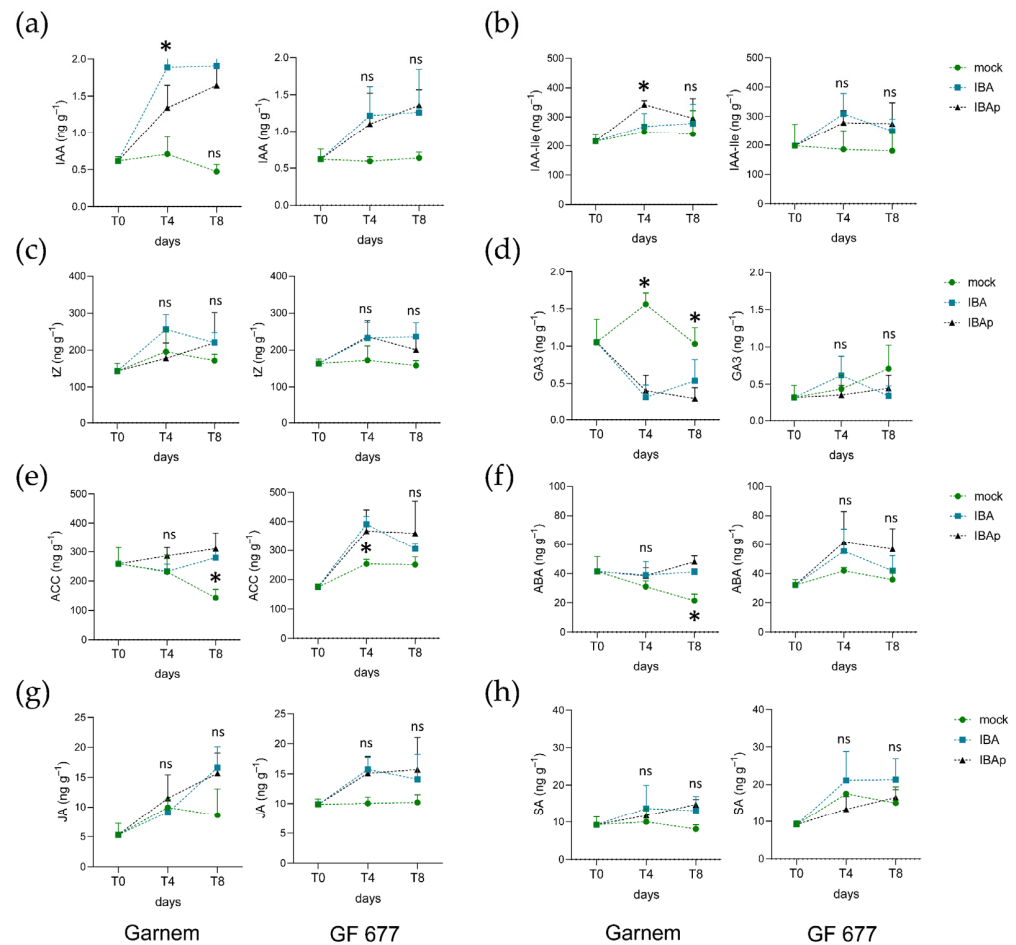 (a)
(b)
IAA (ng g⁻¹)
2.0
1.5
1.0
0.5
0.0
*
ns
T0 T4 T8
days
IAA (ng g⁻¹)
2.0
1.5
1.0
0.5
0.0
ns
ns
T0 T4 T8
days
IAA-Ile (ng g⁻¹)
500
400
300
200
100
0
*
ns
T0 T4 T8
days
IAA-Ile (ng g⁻¹)
500
400
300
200
100
0
ns
ns
T0 T4 T8
days
mock
IBA
IBAp
(c)
(d)
tZ (ng g⁻¹)
400
300
200
100
0
ns
ns
T0 T4 T8
days
tZ (ng g⁻¹)
400
300
200
100
0
ns
ns
T0 T4 T8
days
GA3 (ng g⁻¹)
2.0
1.5
1.0
0.5
0.0
*
*
T0 T4 T8
days
GA3 (ng g⁻¹)
2.0
1.5
1.0
0.5
0.0
ns
ns
T0 T4 T8
days
mock
IBA
IBAp
(e)
(f)
ACC (ng g⁻¹)
500
400
300
200
100
0
ns
*
T0 T4 T8
days
ACC (ng g⁻¹)
500
400
300
200
100
0
*
ns
T0 T4 T8
days
ABA (ng g⁻¹)
100
80
60
40
20
0
ns
*
T0 T4 T8
days
ABA (ng g⁻¹)
100
80
60
40
20
0
ns
ns
T0 T4 T8
days
mock
IBA
IBAp
(g)
(h)
JA (ng g⁻¹)
25
20
15
10
5
0
ns
ns
T0 T4 T8
days
JA (ng g⁻¹)
25
20
15
10
5
0
ns
ns
T0 T4 T8
days
SA (ng g⁻¹)
40
30
20
10
0
ns
ns
T0 T4 T8
days
SA (ng g⁻¹)
40
30
20
10
0
ns
ns
T0 T4 T8
days
mock
IBA
IBAp
Garnem GF 677 Garnem GF 677